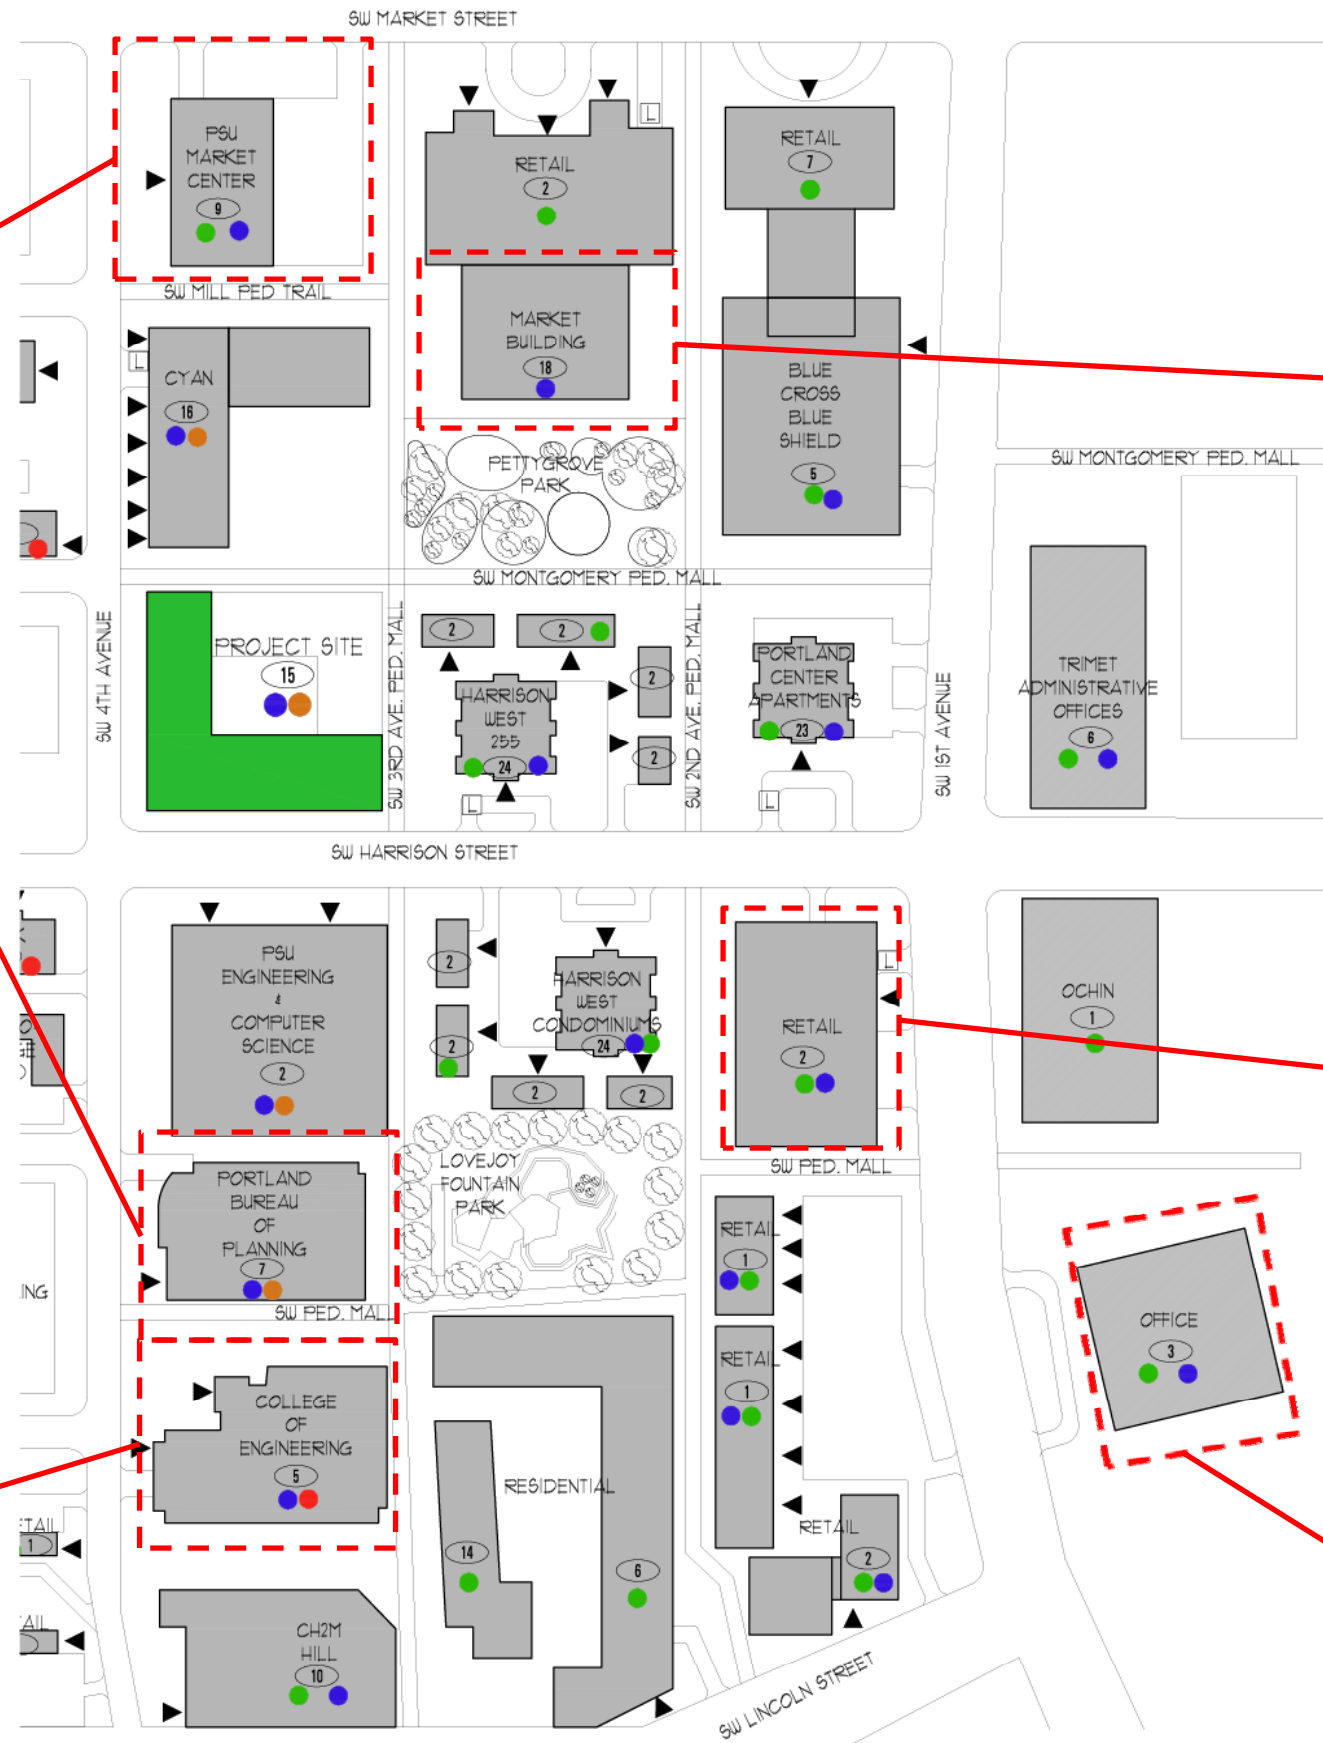 SW MARKET STREET
PSU
MARKET
CENTER
9
RETAIL
2
L
RETAIL
7
SW MILL PED TRAIL
MARKET
BUILDING
18
L
CYAN
16
BLUE
CROSS
BLUE
SHIELD
5
PETTYGROVE
PARK
SW MONTGOMERY PED. MALL
SW MONTGOMERY PED. MALL
SW 4TH AVENUE
PROJECT SITE
15
SW 3RD AVE. PED. MALL
2
2
2
2
HARRISON
WEST
255
24
L
SW 2ND AVE. PED. MALL
PORTLAND
CENTER
APARTMENTS
23
L
SW 1ST AVENUE
TRIMET
ADMINISTRATIVE
OFFICES
6
SW HARRISON STREET
PSU
ENGINEERING
&
COMPUTER
SCIENCE
2
2
2
HARRISON
WEST
CONDOMINIUMS
24
2
2
L
RETAIL
2
OCHIN
1
PORTLAND
BUREAU
OF
PLANNING
7
LOVEJOY
FOUNTAIN
PARK
SW PED. MALL
SW PED. MALL
RETAIL
1
RETAIL
1
OFFICE
3
ING
COLLEGE
OF
ENGINEERING
5
RESIDENTIAL
14
6
RETAIL
2
TAIL
1
AIL
CH2M
HILL
10
SW LINCOLN STREET